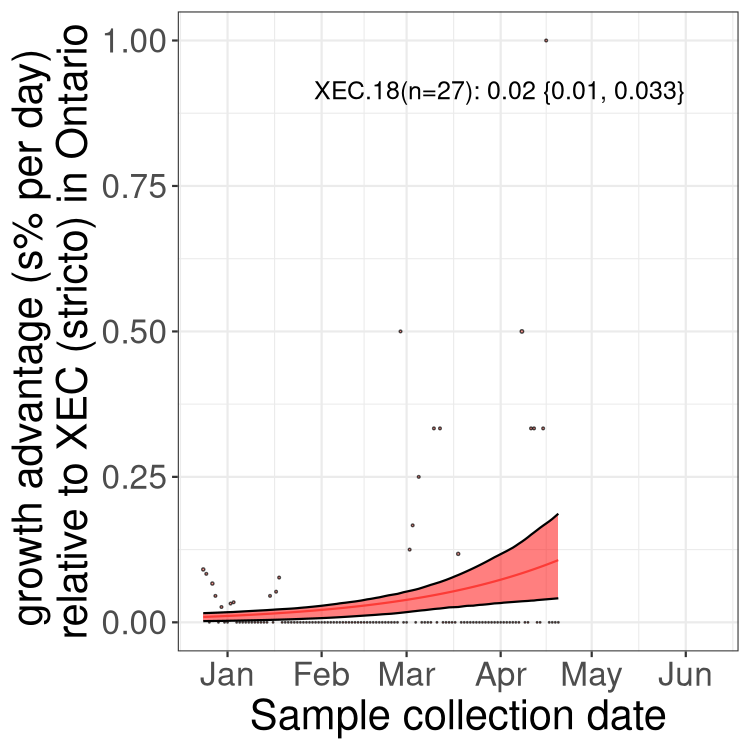 growth advantage (s% per day)
relative to XEC (stricto) in Ontario
1.00
0.75
0.50
0.25
0.00
XEC.18(n=27): 0.02 {0.01, 0.033}
Jan Feb Mar Apr May Jun
Sample collection date